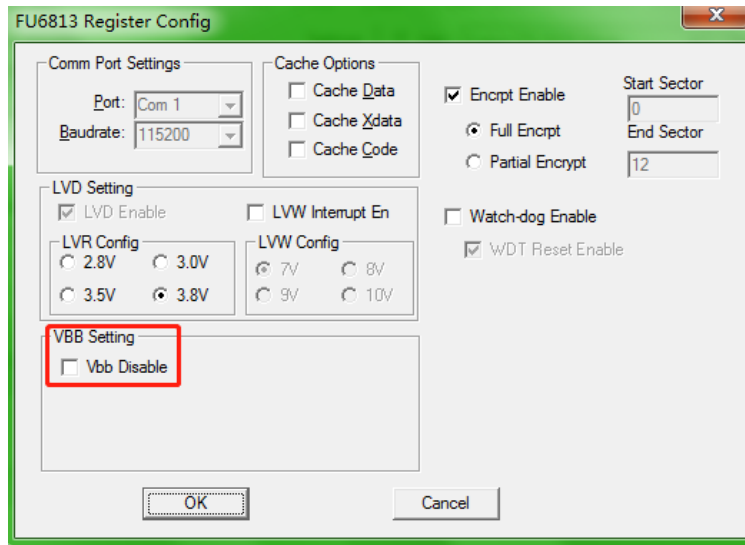 FU6813 Register Config
Comm Port Settings
Port: Com 1
Baudrate: 115200
Cache Options
Cache Data
Cache Xdata
Cache Code
Encrpt Enable
Full Encrpt
Partial Encrypt
Start Sector
0
End Sector
12
LVD Setting
LVD Enable
LVW Interrupt En
LVR Config
2.8V 3.0V
3.5V 3.8V
LVW Config
7V 8V
9V 10V
Watch-dog Enable
WDT Reset Enable
VBB Setting
Vbb Disable
OK Cancel